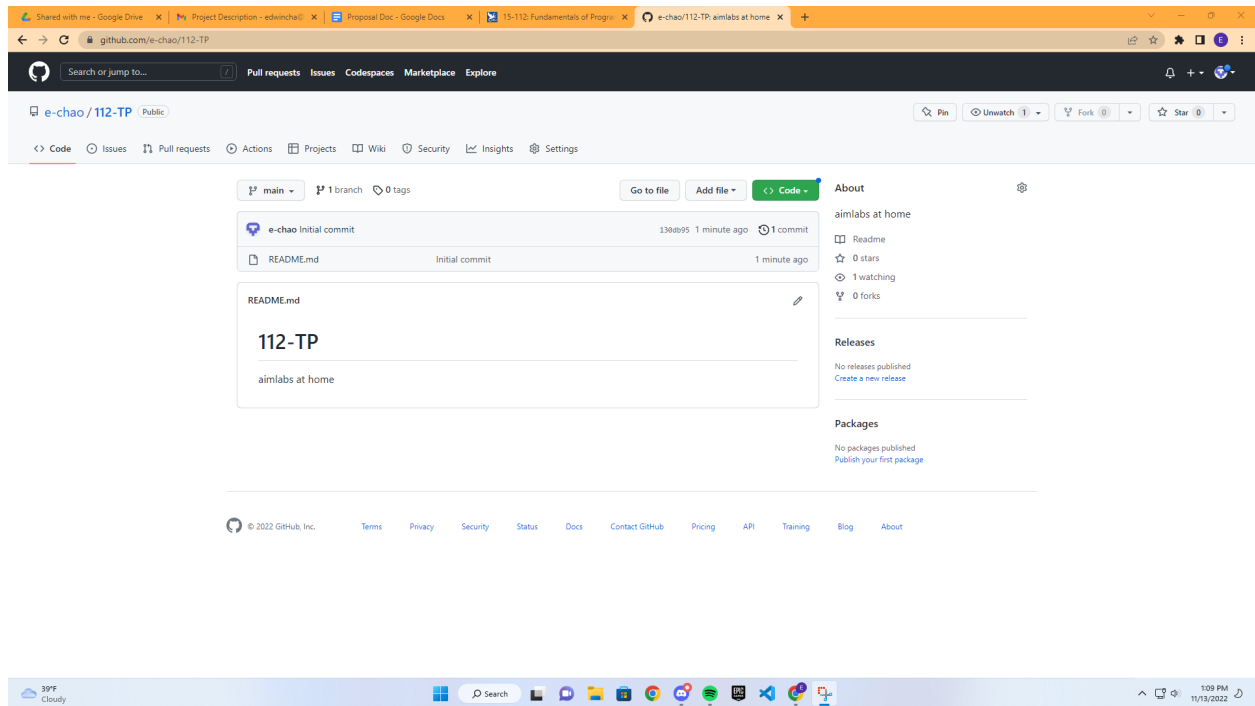 Shared with me - Google Drive
Project Description - edwincha@
Proposal Doc - Google Docs
15-112: Fundamentals of Progra
e-chao/112-TP: aimlabs at home
github.com/e-chao/112-TP
E
Search or jump to... /
Pull requests Issues Codespaces Marketplace Explore
e-chao / 112-TP Public
Pin Unwatch 1 Fork 0 Star 0
Code Issues Pull requests Actions Projects Wiki Security Insights Settings
main 1 branch 0 tags
Go to file Add file Code
e-chao Initial commit 130db95 1 minute ago 1 commit
README.md Initial commit 1 minute ago
README.md
112-TP
aimlabs at home
About
aimlabs at home
Readme
0 stars
1 watching
0 forks
Releases
No releases published
Create a new release
Packages
No packages published
Publish your first package
© 2022 GitHub, Inc. Terms Privacy Security Status Docs Contact GitHub Pricing API Training Blog About
39°F
Cloudy
Search
EPIC
E
1:09 PM
11/13/2022